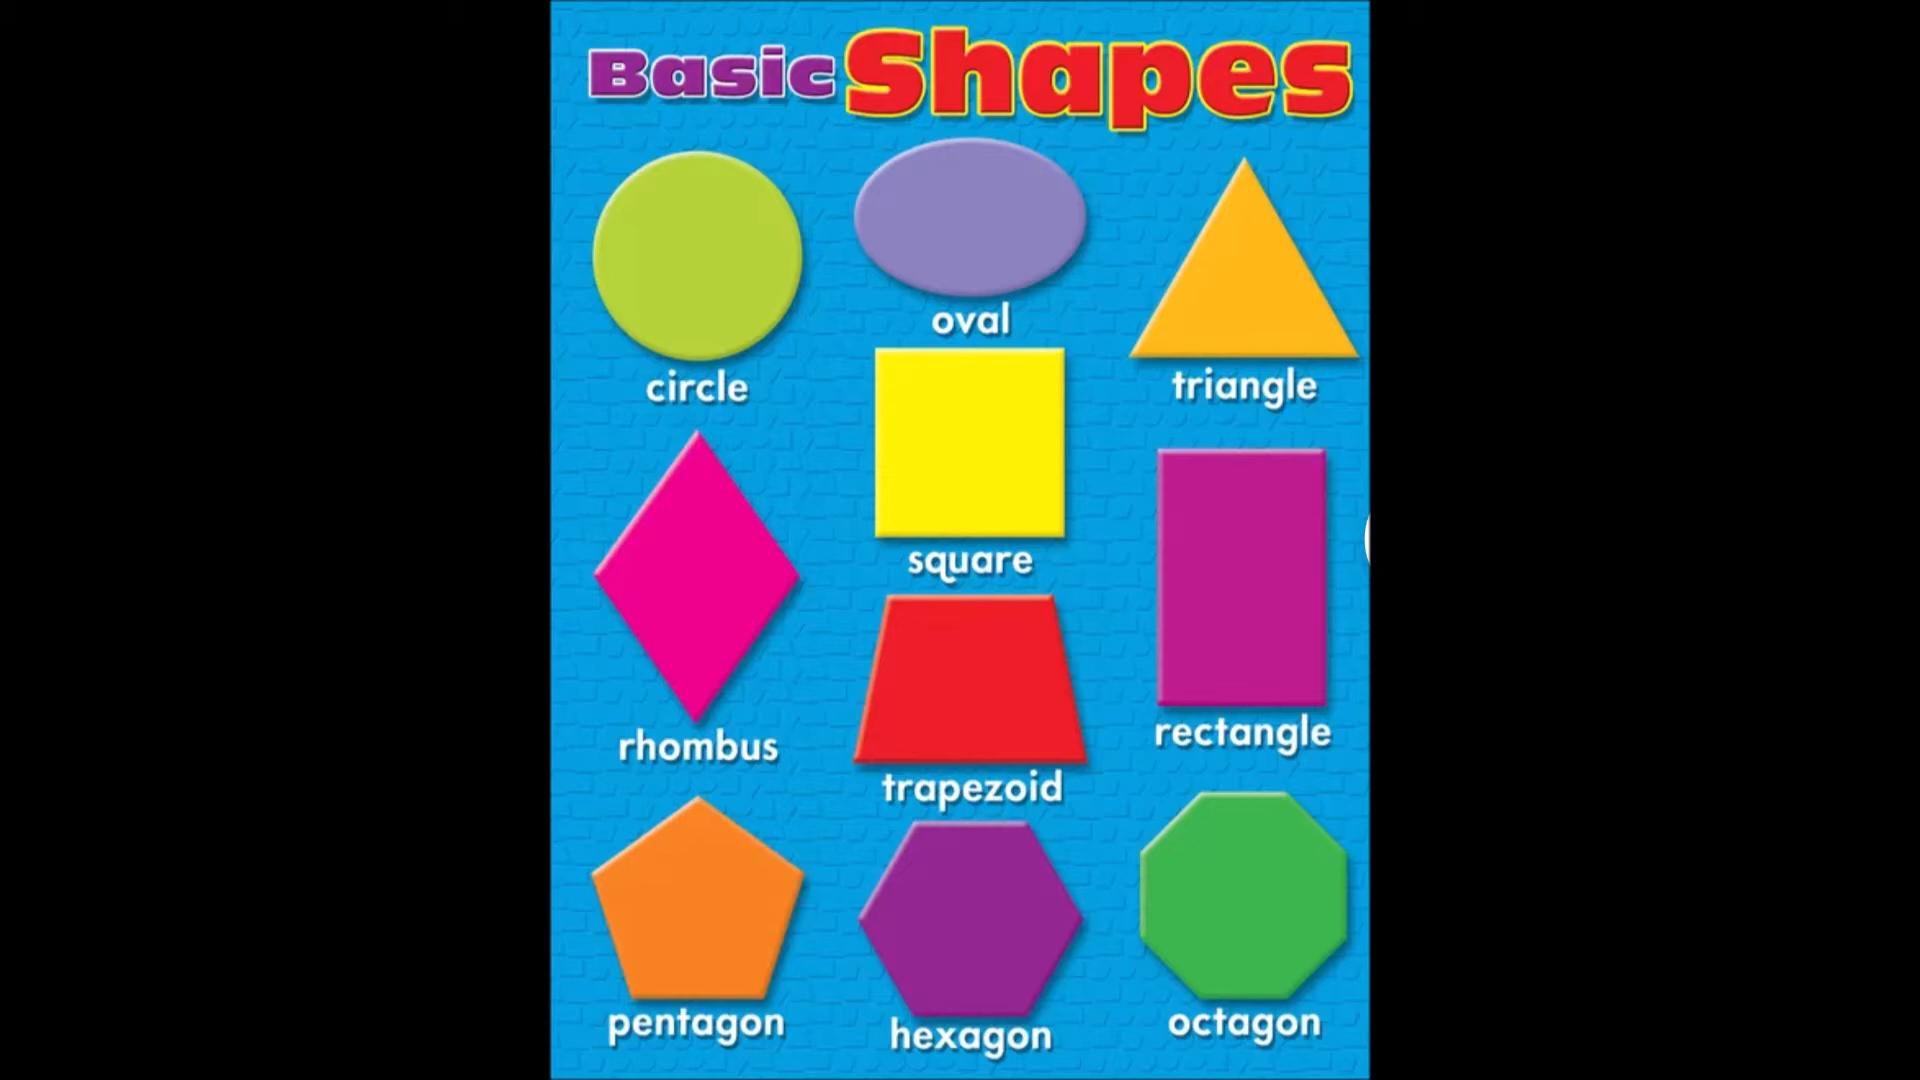 Basic Shapes
circle
oval
triangle
square
rhombus
trapezoid
rectangle
pentagon
hexagon
octagon